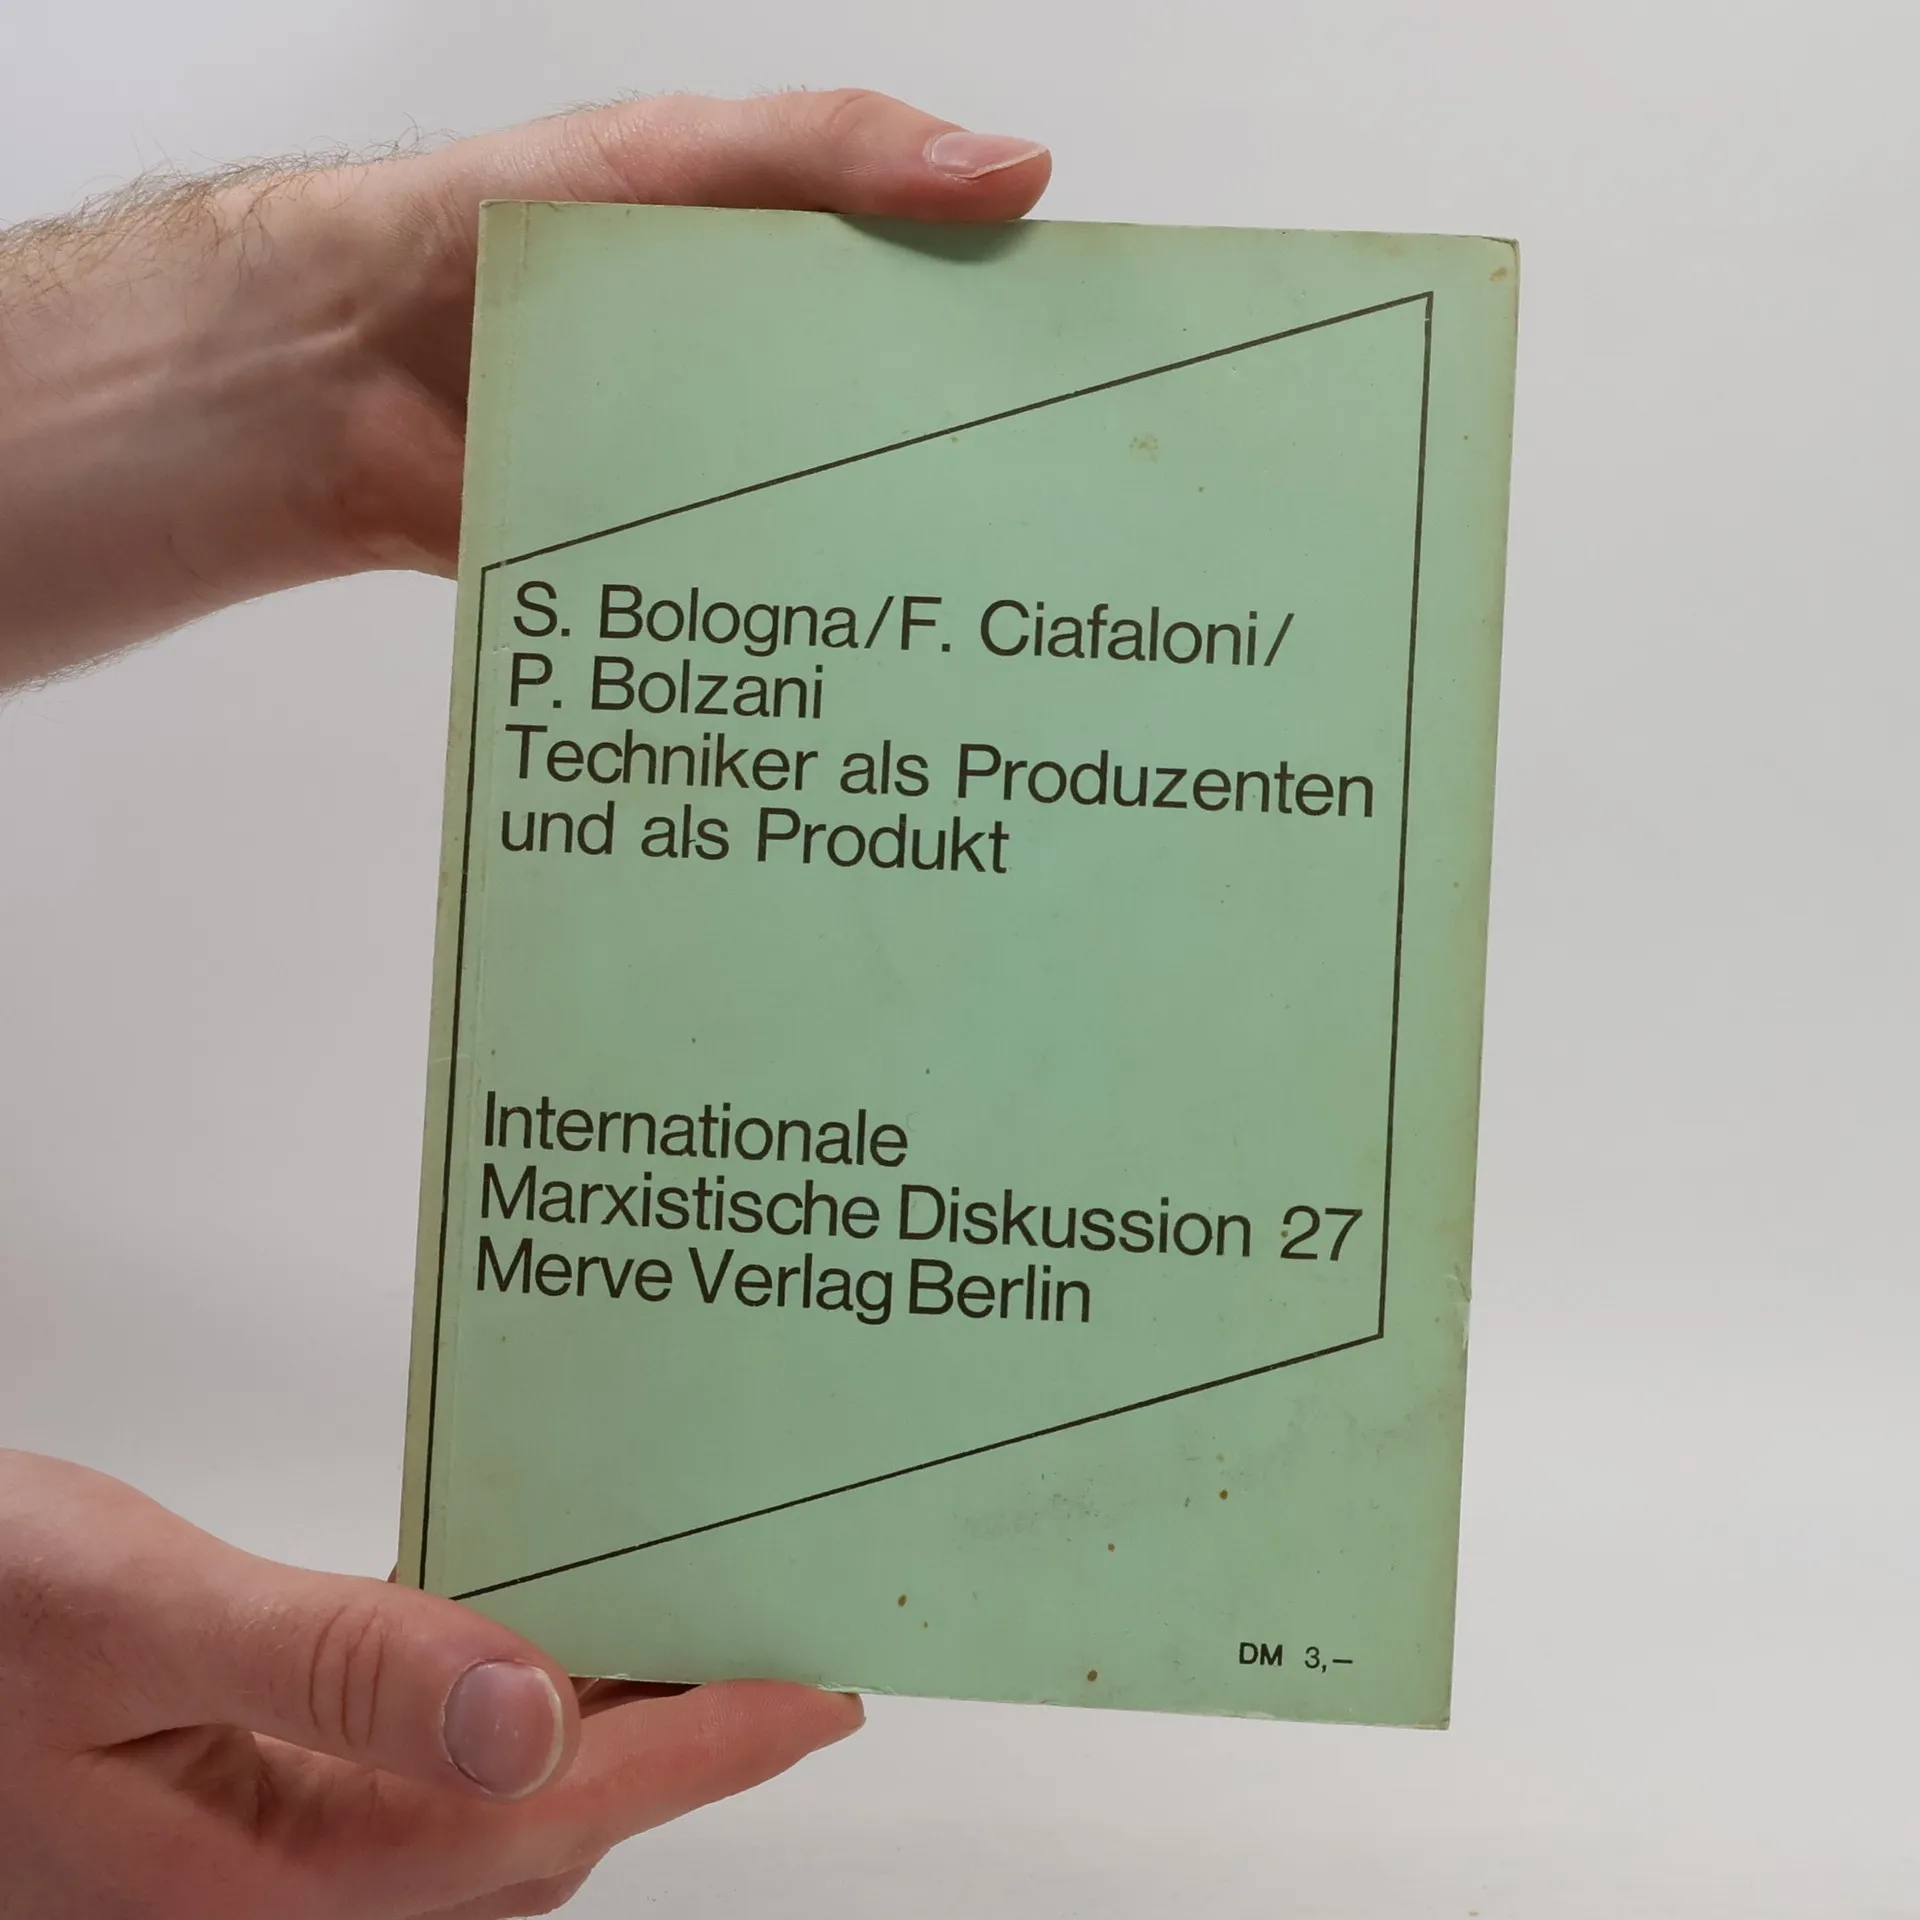 S. Bologna/F. Ciafaloni/
P. Bolzani
Techniker als Produzenten
und als Produkt
Internationale
Marxistische Diskussion 27
Merve Verlag Berlin
DM 3,—